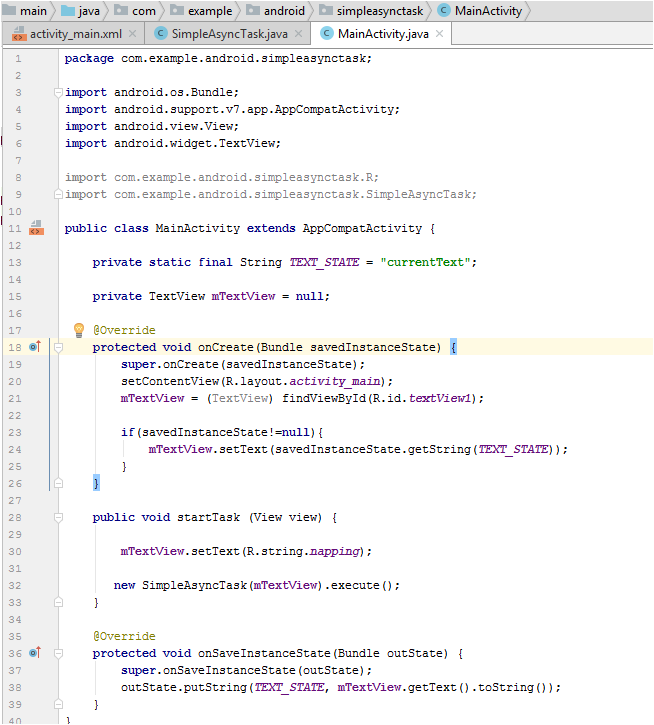 main java com example android simpleasynctask MainActivity
activity_main.xml SimpleAsyncTask.java MainActivity.java
1 package com.example.android.simpleasynctask;
2
3 import android.os.Bundle;
4 import android.support.v7.app.AppCompatActivity;
5 import android.view.View;
6 import android.widget.TextView;
7
8 import com.example.android.simpleasynctask.R;
9 import com.example.android.simpleasynctask.SimpleAsyncTask;
10
11 public class MainActivity extends AppCompatActivity {
12
13 private static final String TEXT_STATE = "currentText";
14
15 private TextView mTextView = null;
16
17 @Override
18 protected void onCreate(Bundle savedInstanceState) {
19 super.onCreate(savedInstanceState);
20 setContentView(R.layout.activity_main);
21 mTextView = (TextView) findViewById(R.id.textView1);
22
23 if(savedInstanceState!=null){
24 mTextView.setText(savedInstanceState.getString(TEXT_STATE));
25 }
26 }
27
28 public void startTask (View view) {
29
30 mTextView.setText(R.string.napping);
31
32 new SimpleAsyncTask(mTextView).execute();
33 }
34
35 @Override
36 protected void onSaveInstanceState(Bundle outState) {
37 super.onSaveInstanceState(outState);
38 outState.putString(TEXT_STATE, mTextView.getText().toString());
39 }
40 }